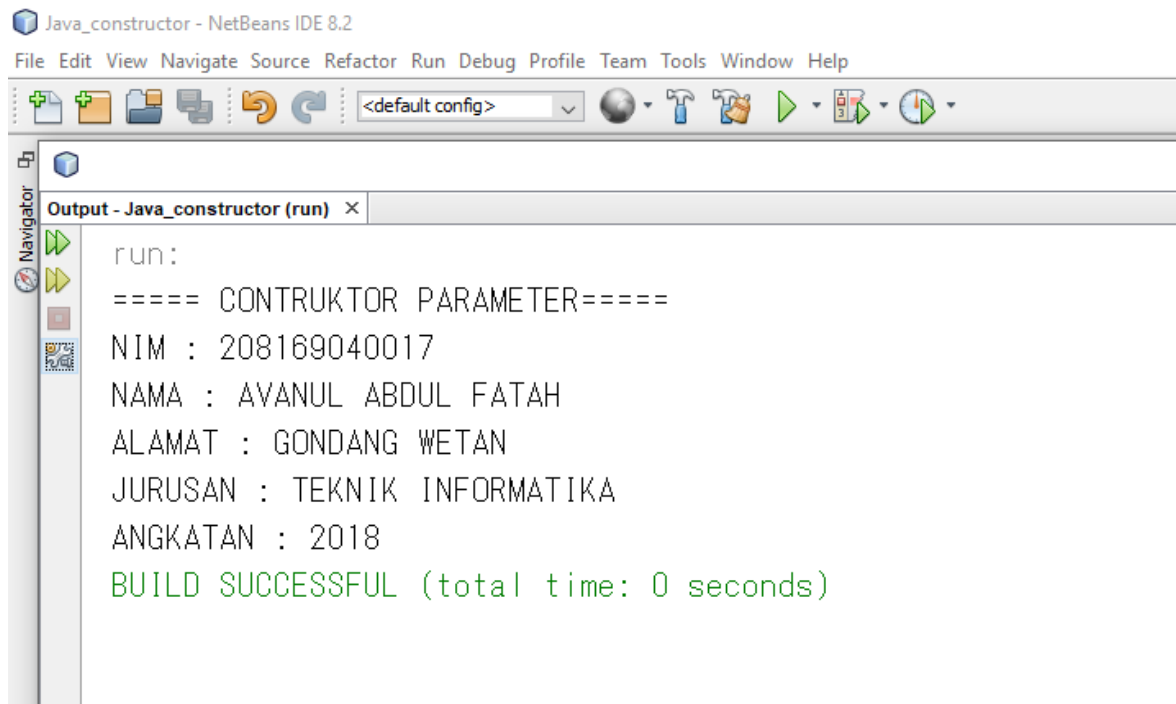 Java_constructor - NetBeans IDE 8.2
File Edit View Navigate Source Refactor Run Debug Profile Team Tools Window Help
<default config>
Navigator
Output - Java_constructor (run) ×
run:
===== CONTRUKTOR PARAMETER=====
NIM : 208169040017
NAMA : AVANUL ABDUL FATAH
ALAMAT : GONDANG WETAN
JURUSAN : TEKNIK INFORMATIKA
ANGKATAN : 2018
BUILD SUCCESSFUL (total time: 0 seconds)